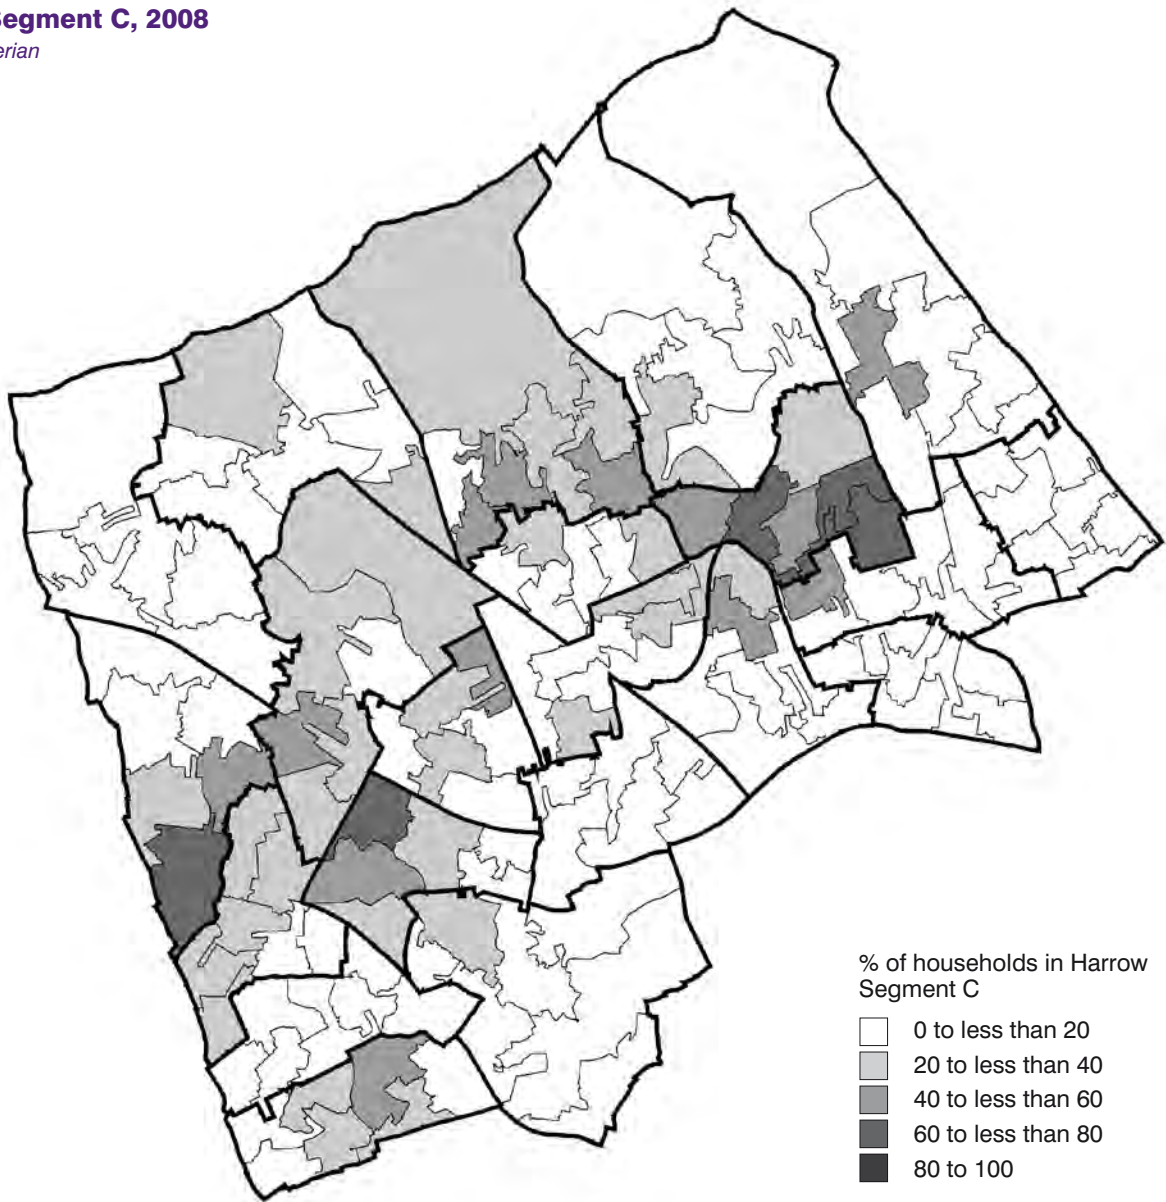 Segment C, 2008
erian
% of households in Harrow
Segment C
0 to less than 20
20 to less than 40
40 to less than 60
60 to less than 80
80 to 100